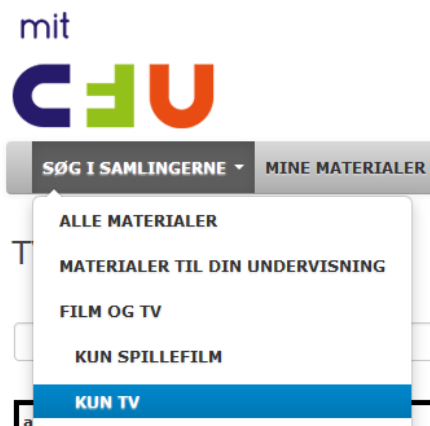 mit
CFU
SØG I SAMLINGERNE MINE MATERIALER
ALLE MATERIALER
MATERIALER TIL DIN UNDERVISNING
FILM OG TV
KUN SPILLEFILM
KUN TV